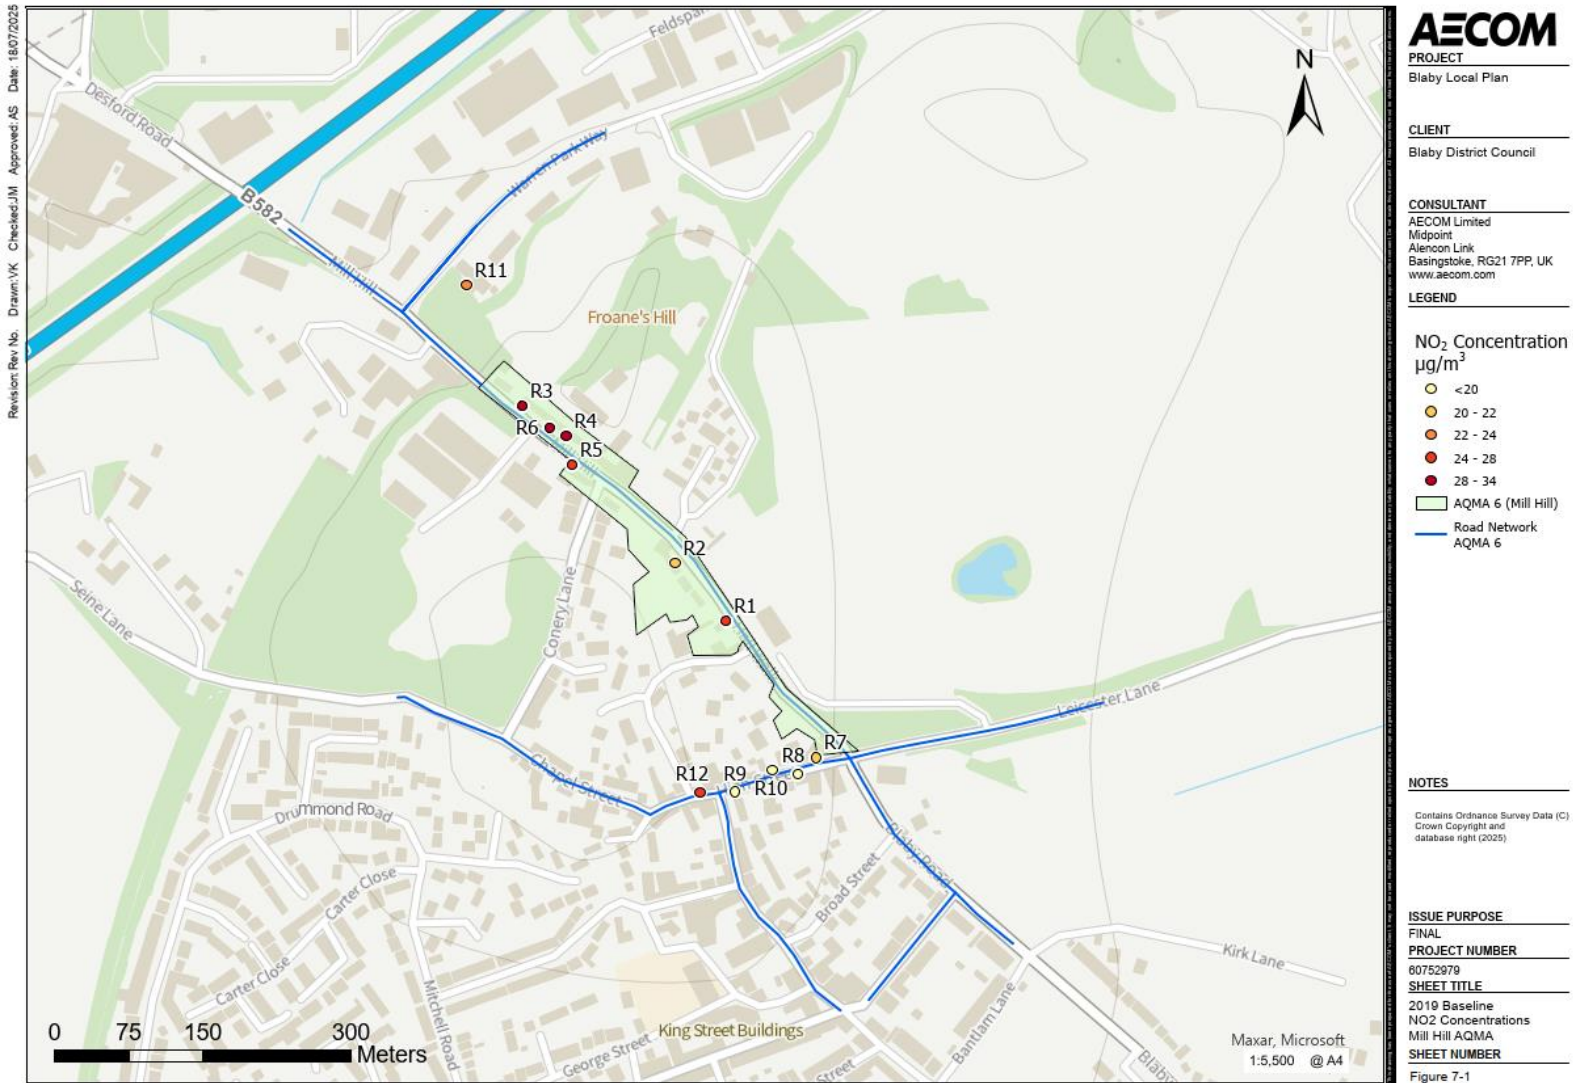 Revision: Rev No. Drawn: VK Checked: JM Approved: AS Date: 18/07/2025
Desford Road
B582
Feldspar
Warren Park Way
Mill Hill
N
R11
Froane's Hill
R3
R6
R4
R5
Mill Hill
R2
R1
Seine Lane
Conery Lane
Leicester Lane
R7
R8
R12
R9
R10
Chapel Street
Drummond Road
Blaby Road
Broad Street
Carter Close
Carter Close
Mitchell Road
Kirk Lane
Bantlam Lane
King Street Buildings
George Street
Street
Blaby
0 75 150 300
Meters
Maxar, Microsoft
1:5,500 @ A4
AECOM
PROJECT
Blaby Local Plan
CLIENT
Blaby District Council
CONSULTANT
AECOM Limited
Midpoint
Alencon Link
Basingstoke, RG21 7PP, UK
www.aecom.com
LEGEND
NO₂ Concentration
µg/m³
<20
20 - 22
22 - 24
24 - 28
28 - 34
AQMA 6 (Mill Hill)
Road Network
AQMA 6
NOTES
Contains Ordnance Survey Data (C)
Crown Copyright and
database right (2025)
ISSUE PURPOSE
FINAL
PROJECT NUMBER
60752979
SHEET TITLE
2019 Baseline
NO2 Concentrations
Mill Hill AQMA
SHEET NUMBER
Figure 7-1